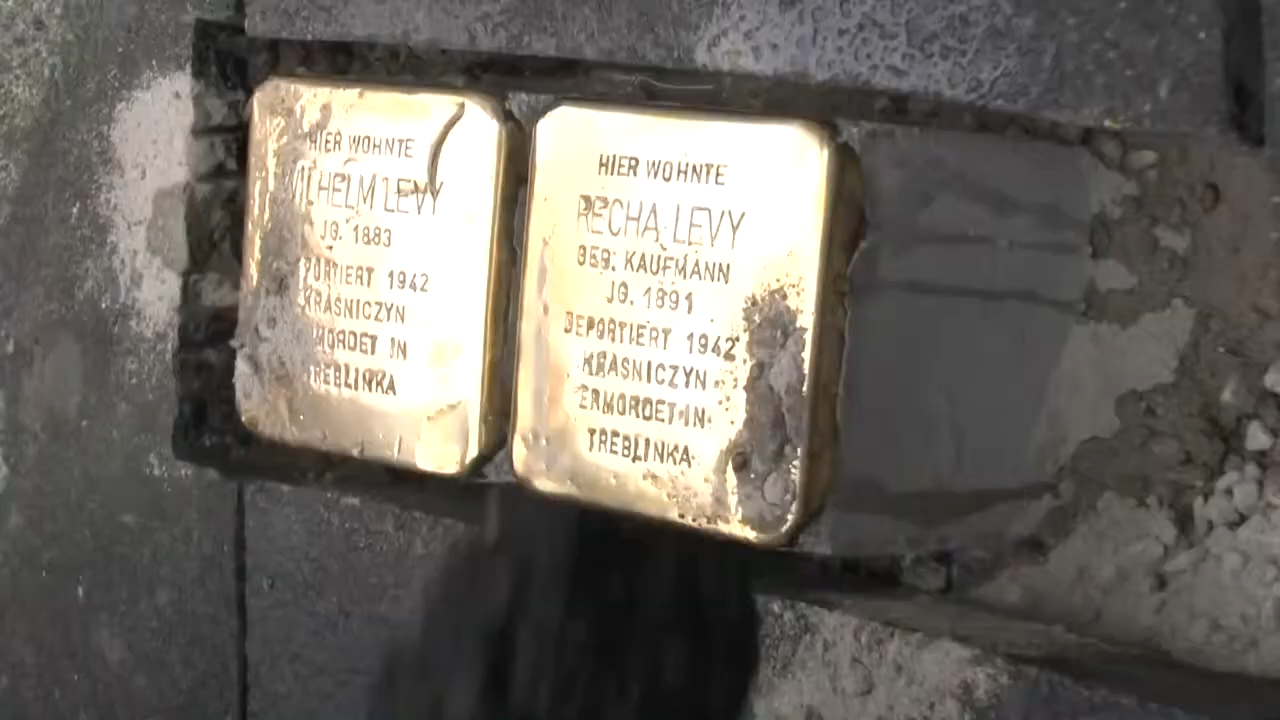 HIER WOHNTE
WILHELM LEVY
JG. 1883
DEPORTIERT 1942
KRASNICZYN
ERMORDET IN
TREBLINKA
HIER WOHNTE
RECHA LEVY
GEB. KAUFMANN
JG. 1891
DEPORTIERT 1942
KRASNICZYN
ERMORDET IN
TREBLINKA